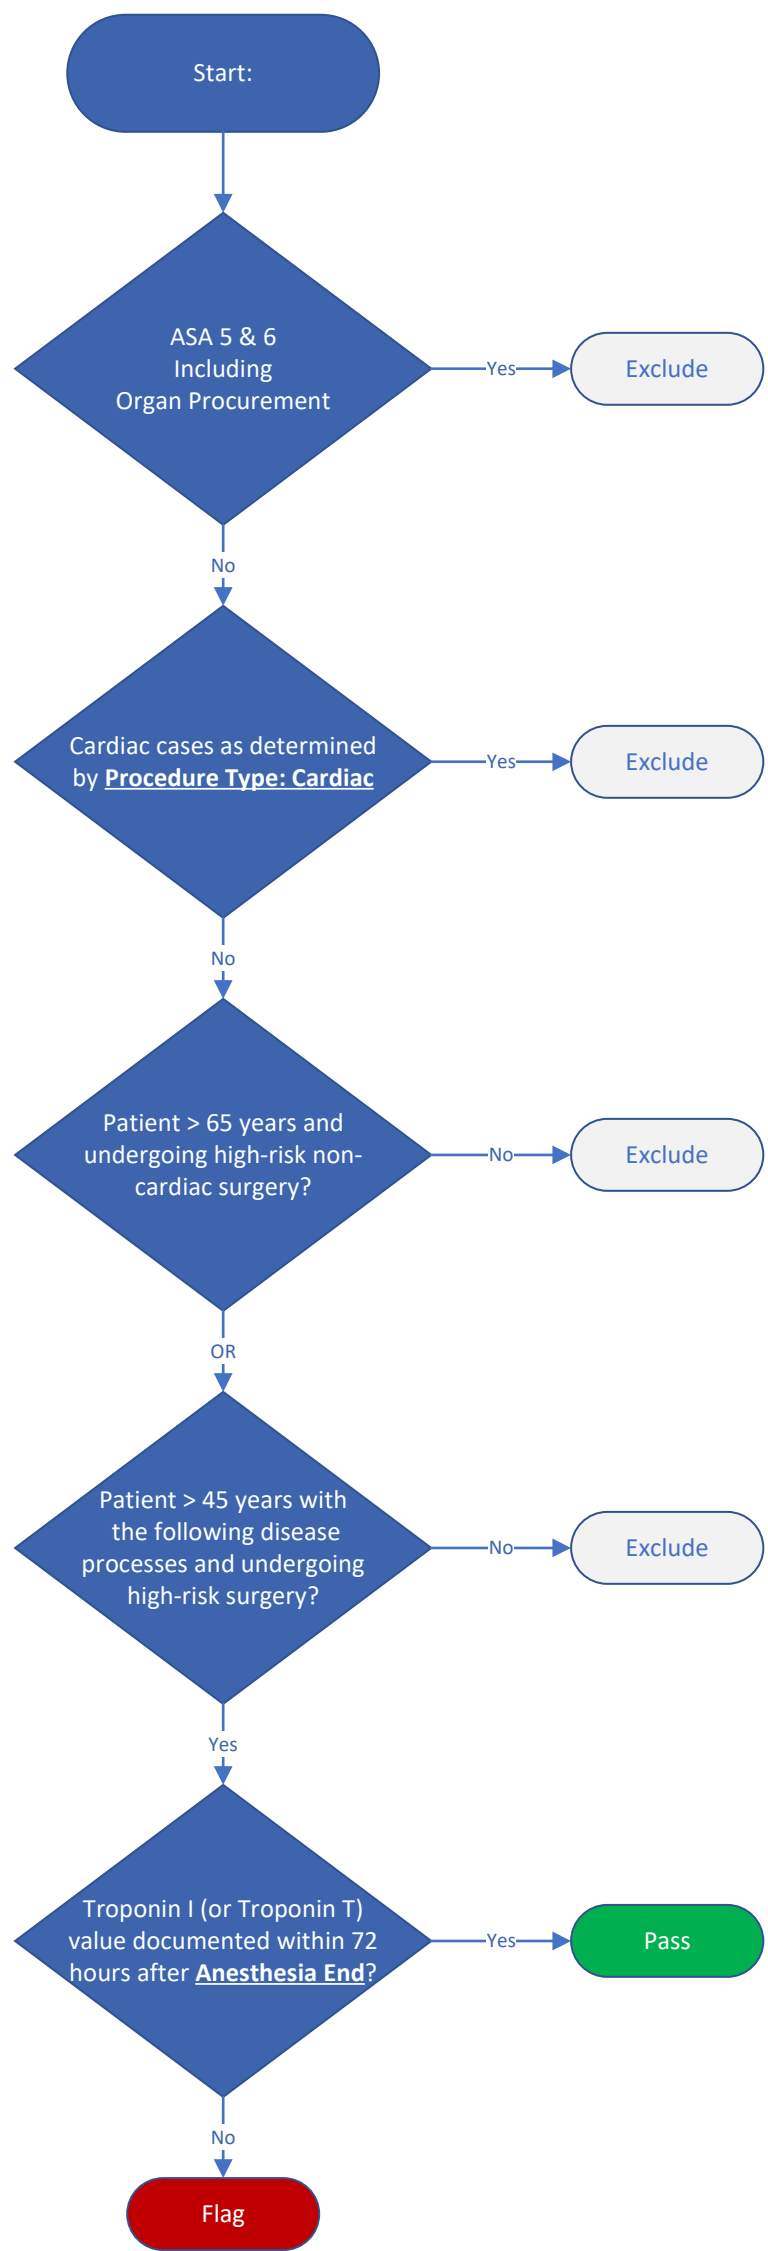 Start:
ASA 5 & 6
Including
Organ Procurement
Yes
Exclude
No
Cardiac cases as determined
by Procedure Type: Cardiac
Yes
Exclude
No
Patient > 65 years and
undergoing high-risk non-
cardiac surgery?
No
Exclude
OR
Patient > 45 years with
the following disease
processes and undergoing
high-risk surgery?
No
Exclude
Yes
Troponin I (or Troponin T)
value documented within 72
hours after Anesthesia End?
Yes
Pass
No
Flag